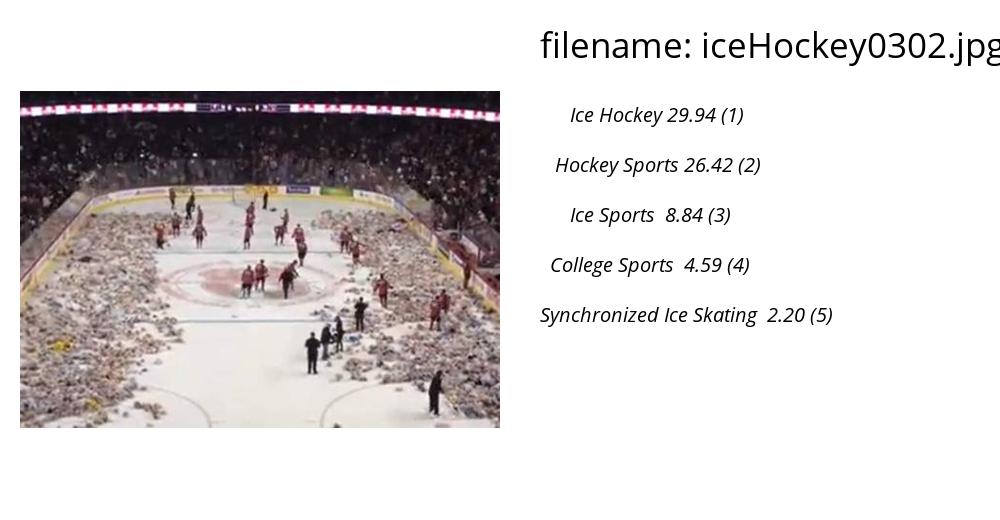 filename: iceHockey0302.jpg
Ice Hockey 29.94 (1)
Hockey Sports 26.42 (2)
Ice Sports 8.84 (3)
College Sports 4.59 (4)
Synchronized Ice Skating 2.20 (5)